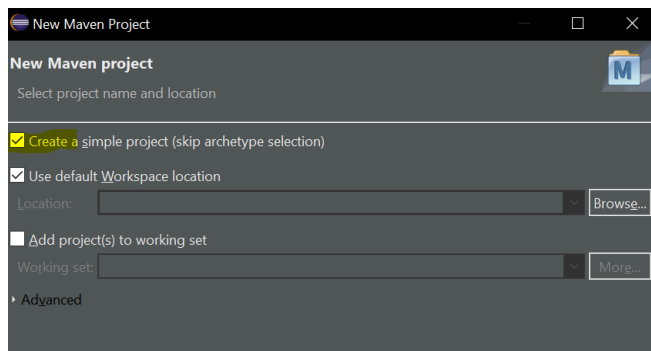 New Maven Project
New Maven project
M
Select project name and location
Create a simple project (skip archetype selection)
Use default Workspace location
Location:
Browse...
Add project(s) to working set
Working set:
More...
Advanced